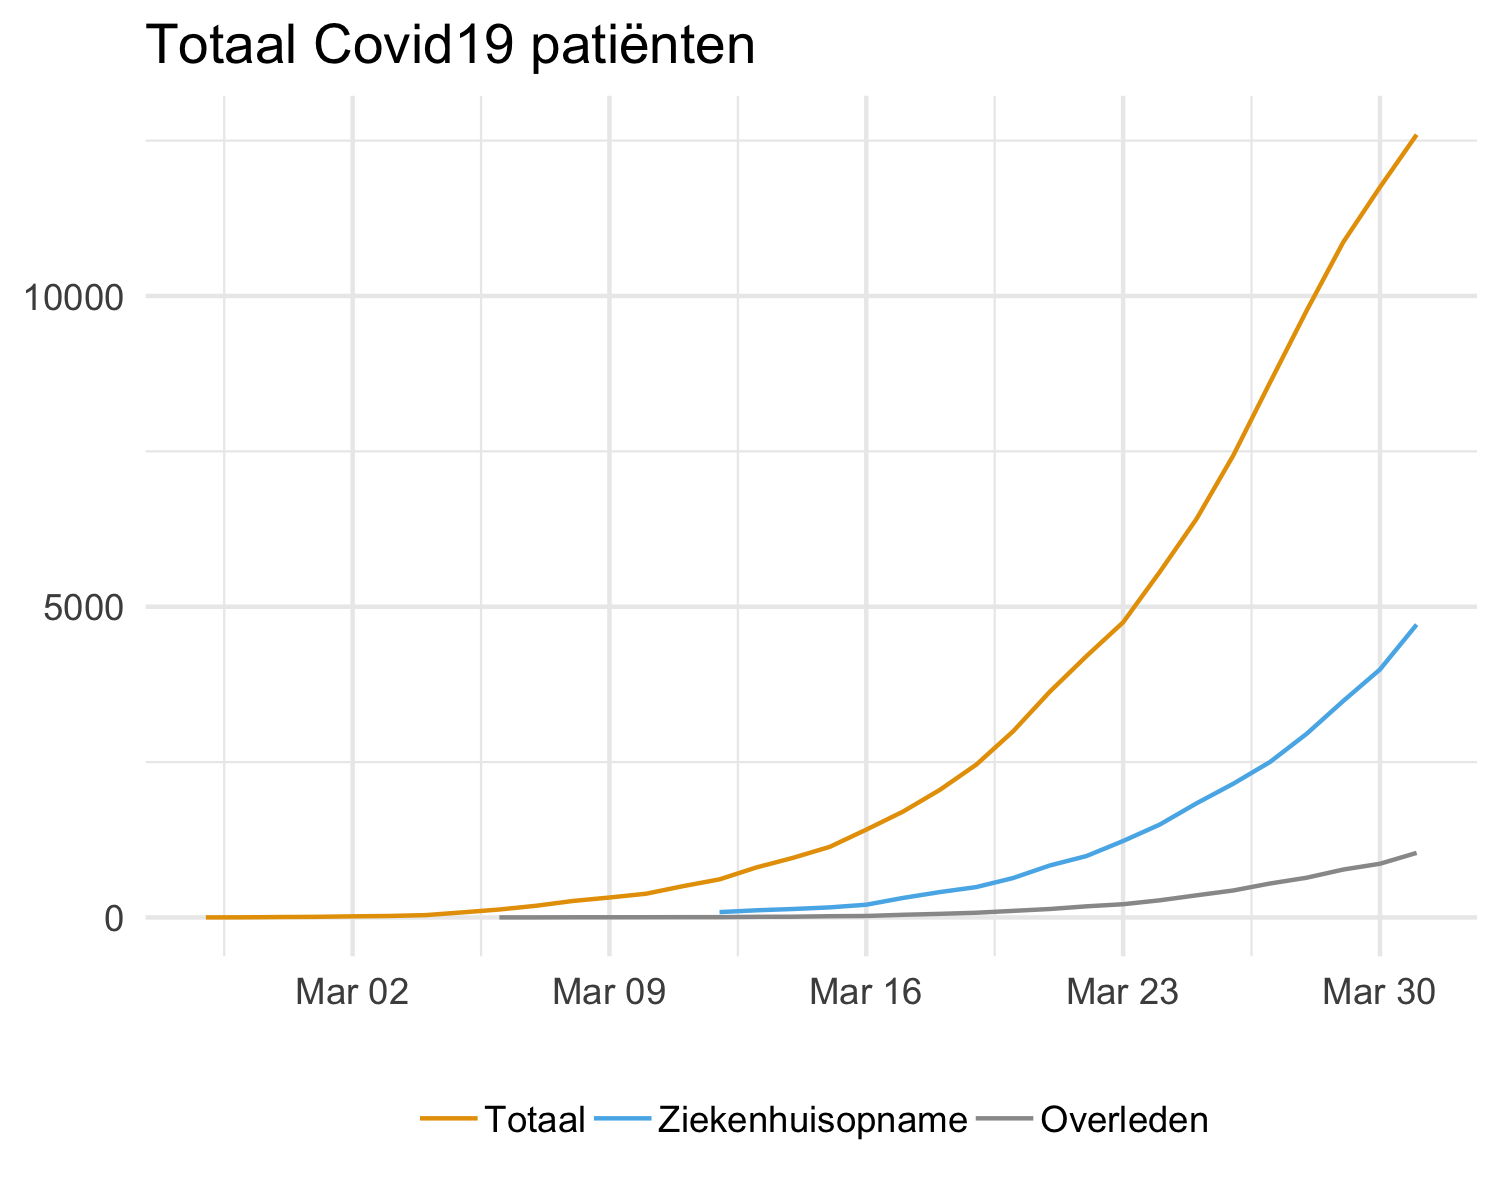 Totaal Covid19 patiënten
10000
5000
0
Mar 02 Mar 09 Mar 16 Mar 23 Mar 30
Totaal Ziekenhuisopname Overleden